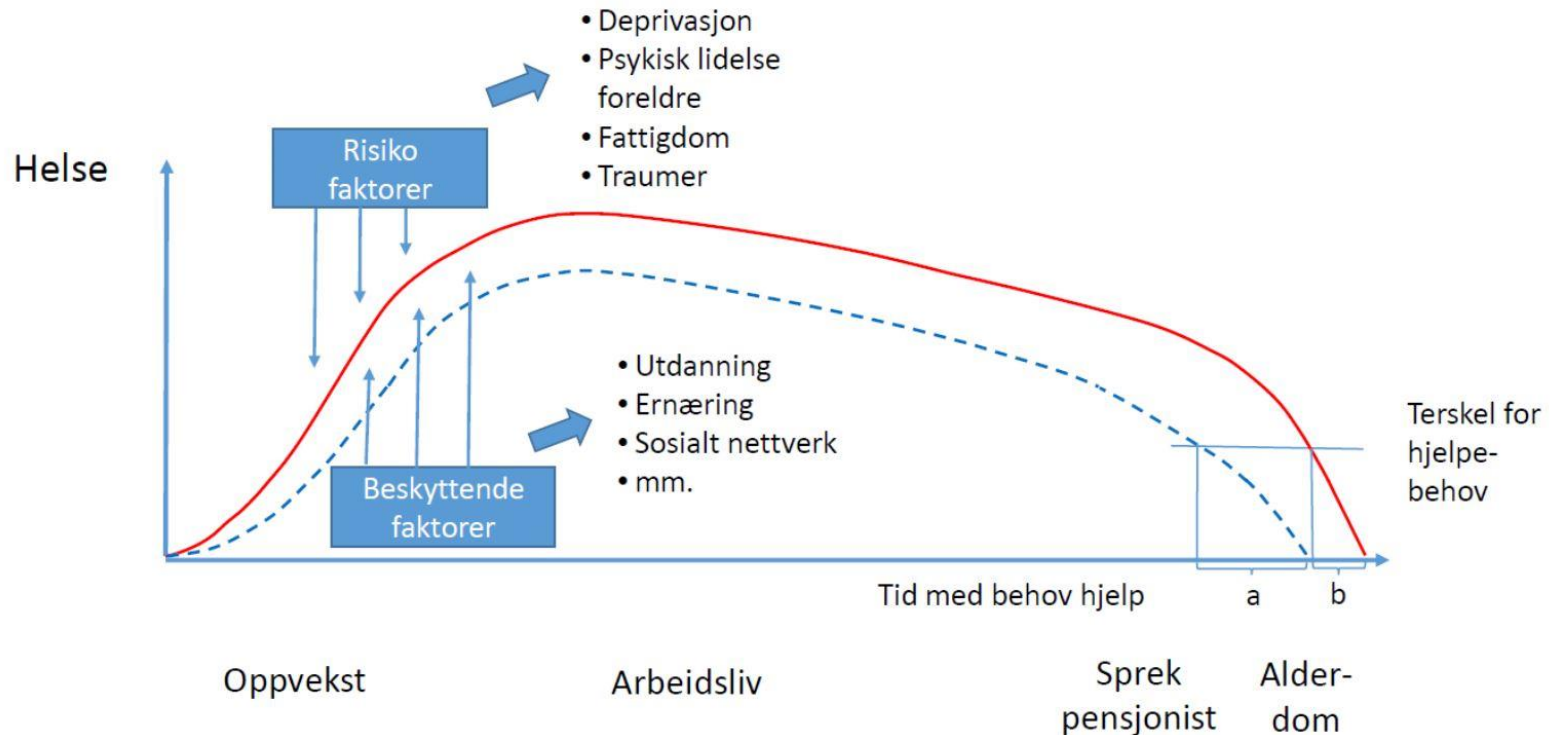 • Deprivasjon
• Psykisk lidelse
foreldre
• Fattigdom
• Traumer
Risiko
faktorer
Helse
• Utdanning
• Ernæring
• Sosialt nettverk
• mm.
Beskyttende
faktorer
Terskel for
hjelpe-
behov
Tid med behov hjelp
a
b
Oppvekst
Arbeidsliv
Sprek
pensjonist
Alder-
dom